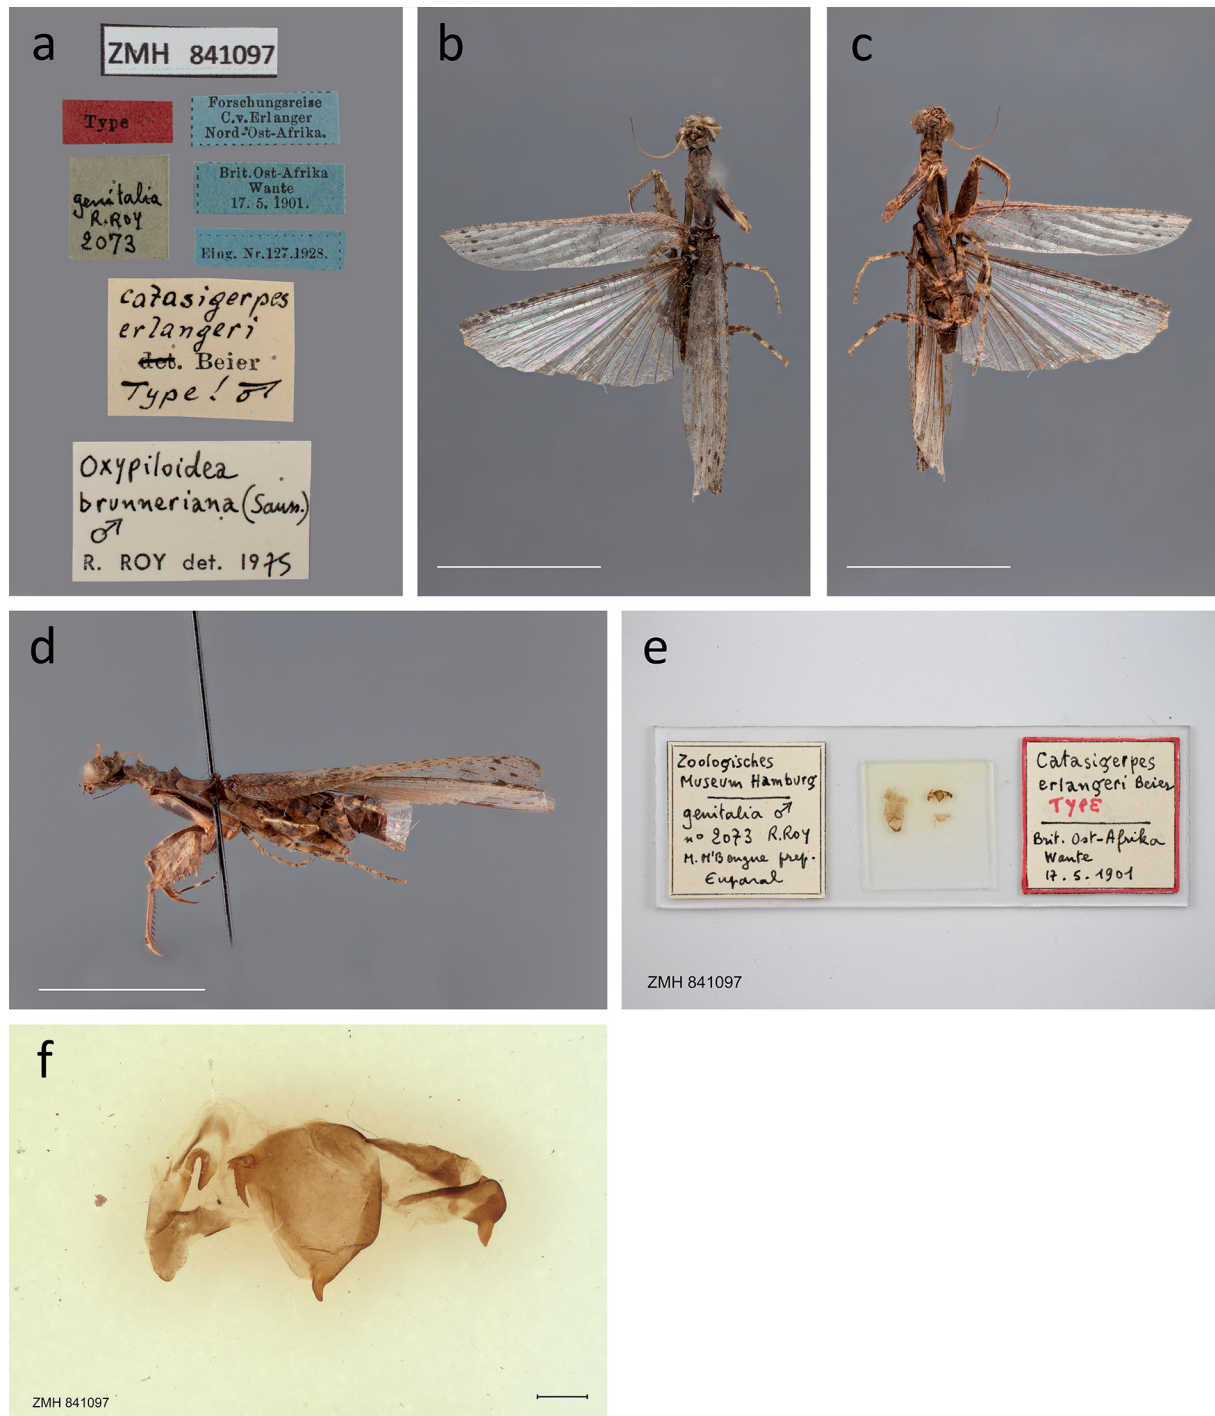 a
ZMH 841097
Type
Forschungsreise
C.v.Erlanger
Nord-Ost-Afrika.
genitalia
R.ROY
2073
Brit.Ost-Afrika
Wante
17. 5. 1901.
Eing. Nr.127.1928.
catasigerpes
erlangeri
det. Beier
Type! ♂
Oxypiloidea
brunneriana (Sauss.)
♂
R. ROY det. 1975
b
c
d
e
Zoologisches
Museum Hamburg
genitalia ♂
no 2073 R.Roy
M. M'Bengue prep.
Euparal
Catasigerpes
erlangeri Beier
TYPE
Brit. Ost-Afrika
Wante
17. 5. 1901
ZMH 841097
f
ZMH 841097